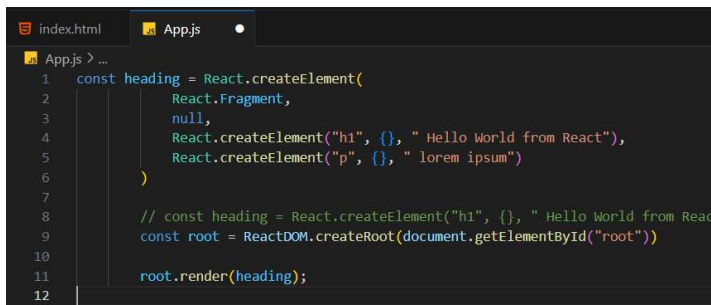 index.html App.js
App.js > ...
1 const heading = React.createElement(
2 React.Fragment,
3 null,
4 React.createElement("h1", {}, " Hello World from React"),
5 React.createElement("p", {}, " lorem ipsum")
6 )
7
8 // const heading = React.createElement("h1", {}, " Hello World from Reac
9 const root = ReactDOM.createRoot(document.getElementById("root"))
10
11 root.render(heading);
12